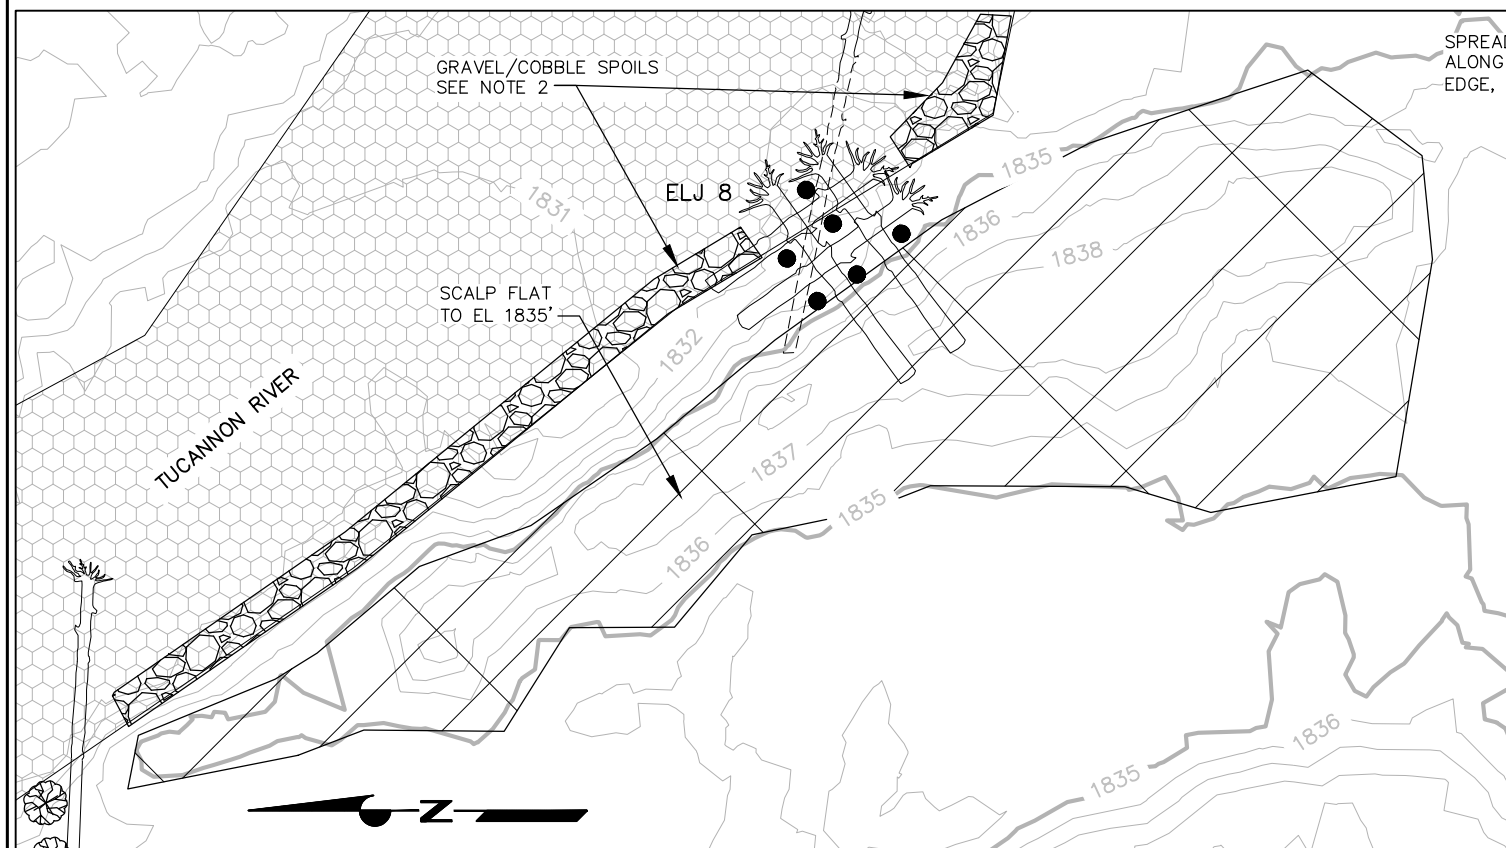 GRAVEL/COBBLE SPOILS
SEE NOTE 2
SPREAD
ALONG
EDGE,
ELJ 8
1835
1831
1836
1838
SCALP FLAT
TO EL 1835'
1832
TUCANNON RIVER
1837
1835
1836
1836
1835
N